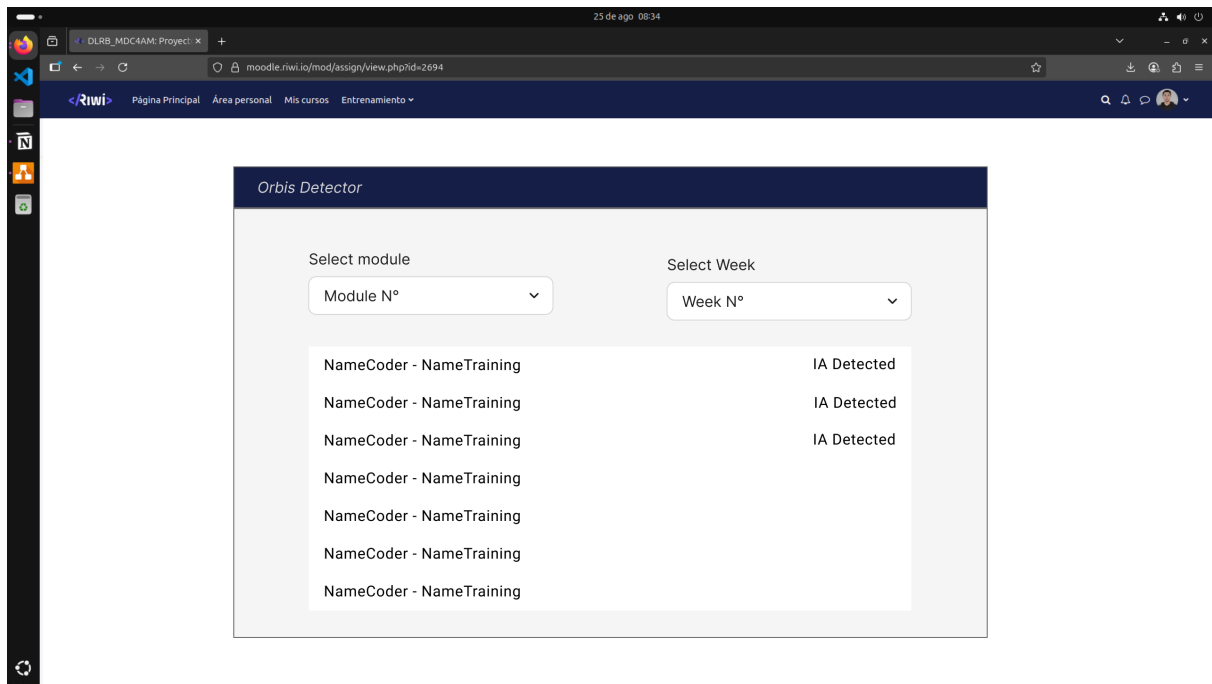 25 de ago 08:34
DLRB_MDC4AM: Proyect
moodle.riwi.io/mod/assign/view.php?id=2694
</Riwi> Página Principal Área personal Mis cursos Entrenamiento
Orbis Detector
Select module
Select Week
Module N°
Week N°
NameCoder - NameTraining IA Detected
NameCoder - NameTraining IA Detected
NameCoder - NameTraining IA Detected
NameCoder - NameTraining
NameCoder - NameTraining
NameCoder - NameTraining
NameCoder - NameTraining